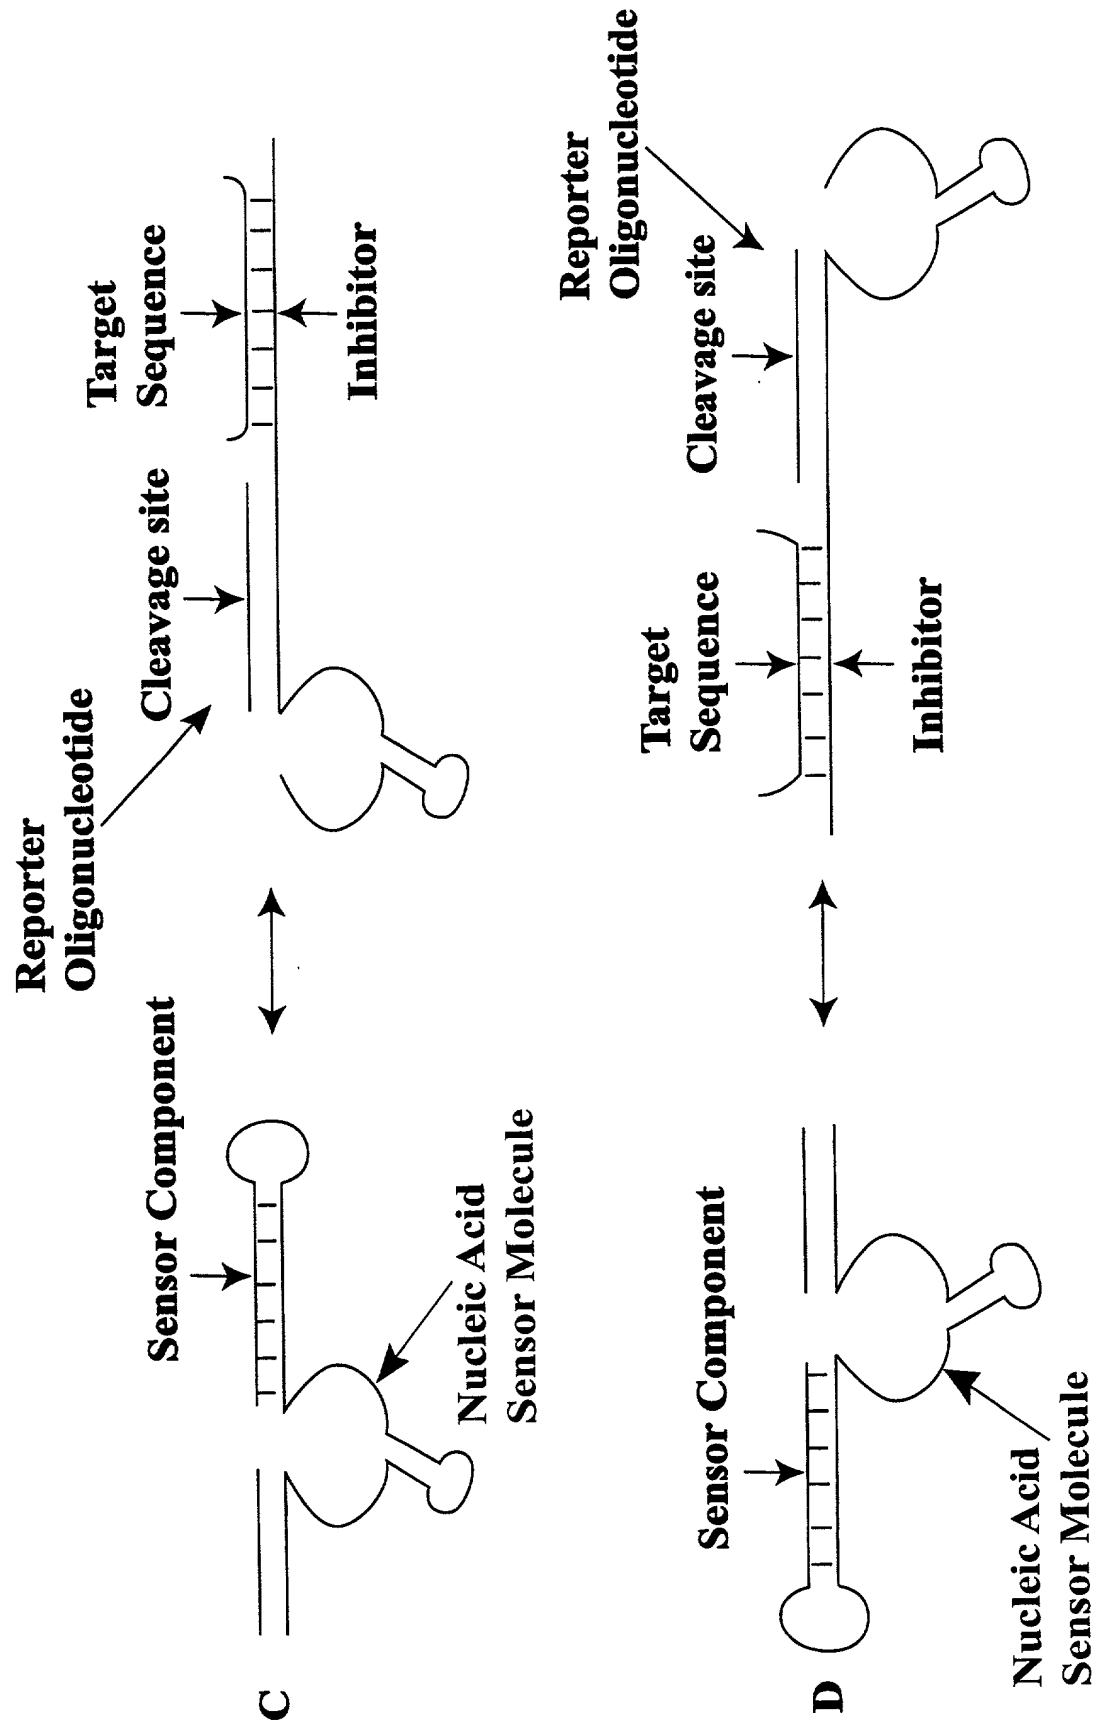 C
Sensor Component
Nucleic Acid
Sensor Molecule
Reporter
Oligonucleotide
Cleavage site
Target
Sequence
Inhibitor
D
Sensor Component
Nucleic Acid
Sensor Molecule
Target
Sequence
Inhibitor
Cleavage site
Reporter
Oligonucleotide